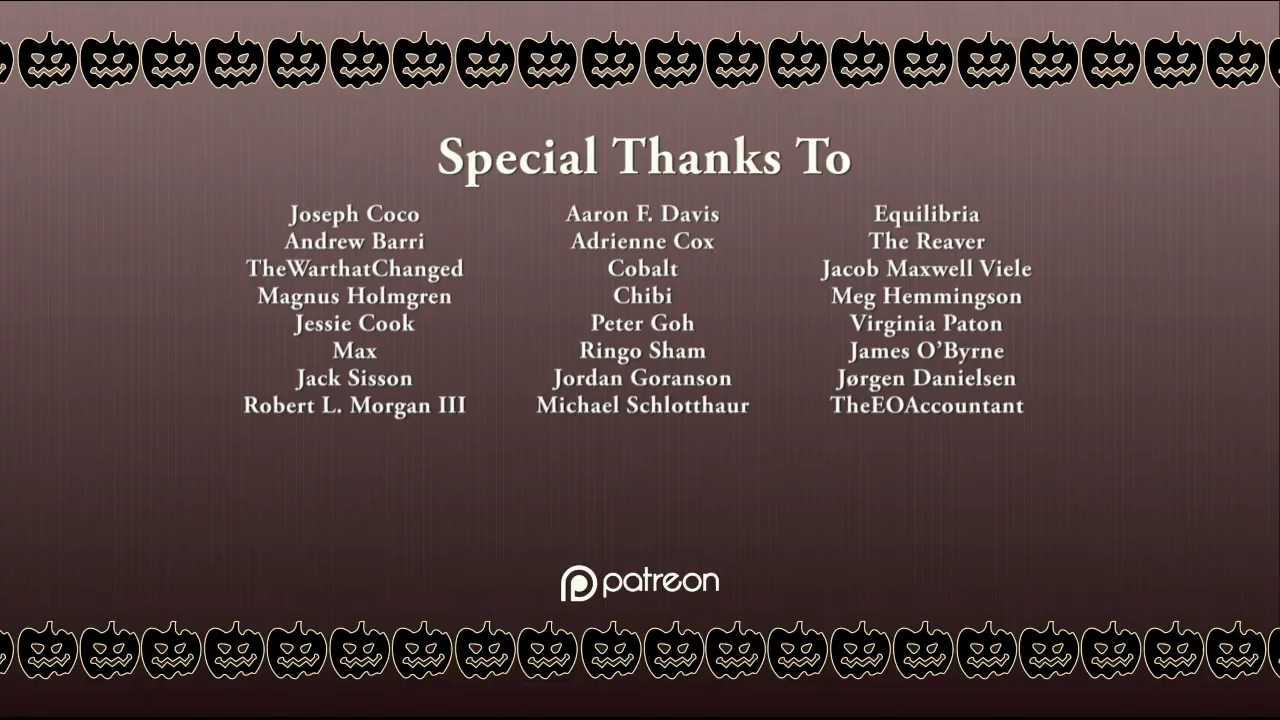 Special Thanks To
Joseph Coco
Andrew Barri
TheWarthatChanged
Magnus Holmgren
Jessie Cook
Max
Jack Sisson
Robert L. Morgan III
Aaron F. Davis
Adrienne Cox
Cobalt
Chibi
Peter Goh
Ringo Sham
Jordan Goranson
Michael Schlotthaur
Equilibria
The Reaver
Jacob Maxwell Viele
Meg Hemmingson
Virginia Paton
James O’Byrne
Jørgen Danielsen
TheEOAccountant
patreon